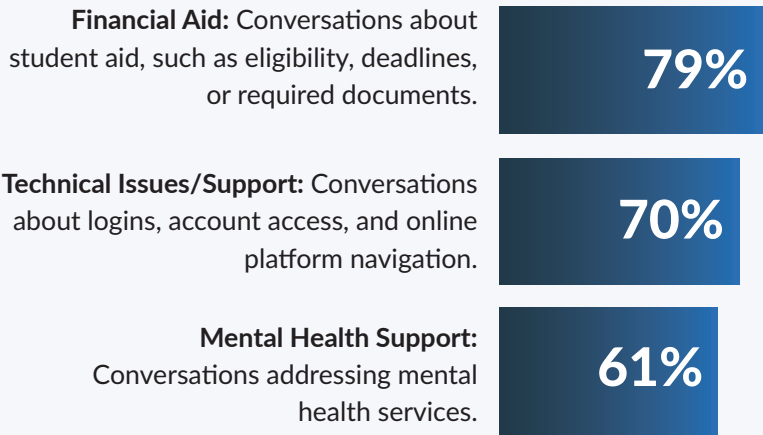 Financial Aid: Conversations about
student aid, such as eligibility, deadlines,
or required documents.
79%
Technical Issues/Support: Conversations
about logins, account access, and online
platform navigation.
70%
Mental Health Support:
Conversations addressing mental
health services.
61%